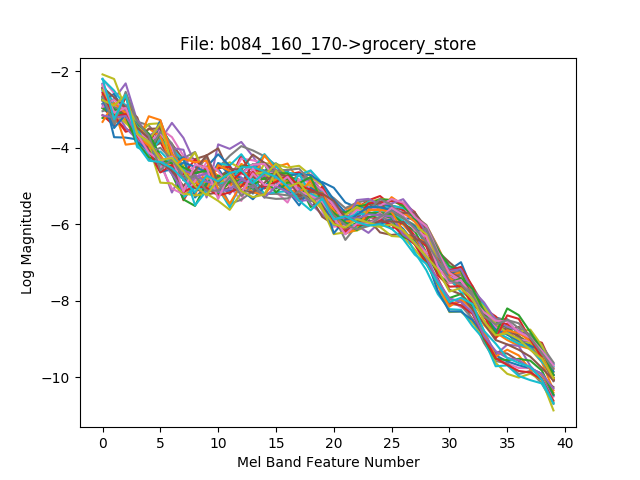 File: b084_160_170->grocery_store
−2
−4
−6
−8
−10
Log Magnitude
0 5 10 15 20 25 30 35 40
Mel Band Feature Number